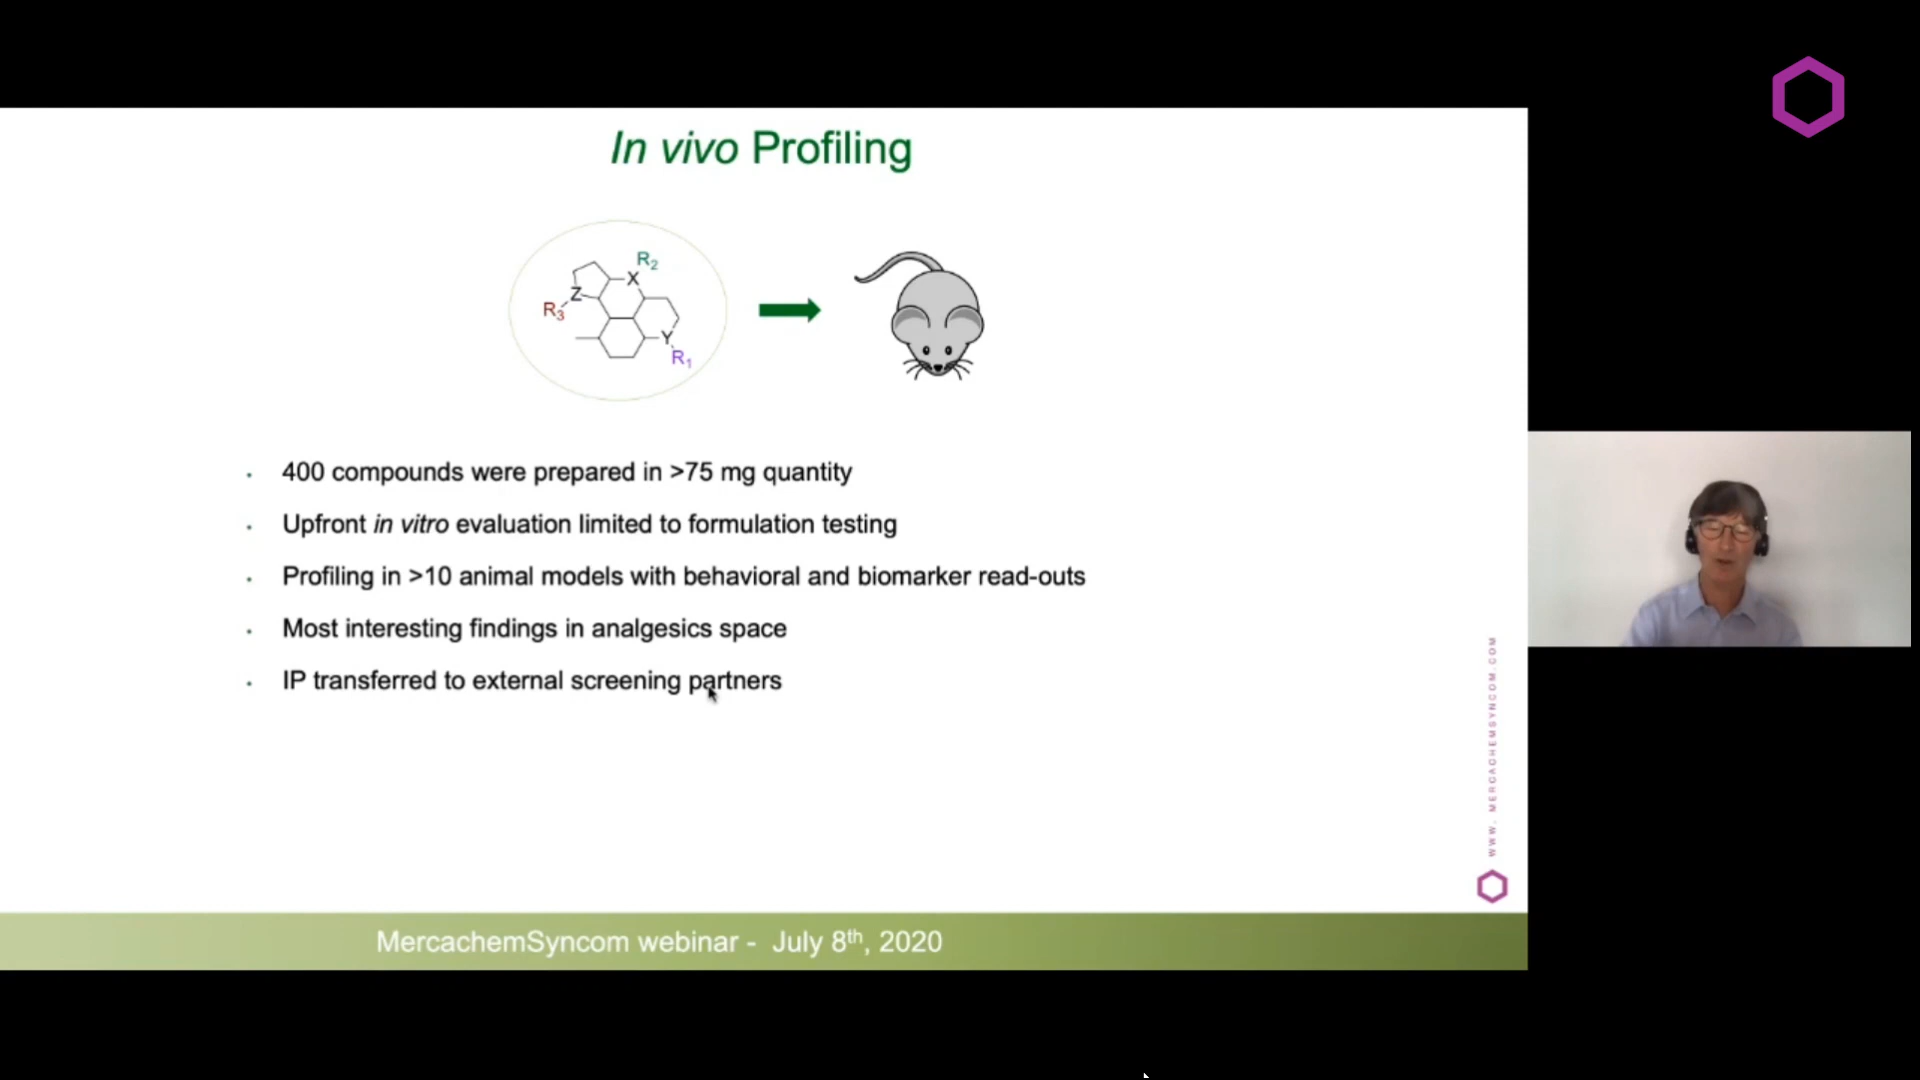 In vivo Profiling
R2
X
Z
R3
Y
R1
400 compounds were prepared in >75 mg quantity
Upfront in vitro evaluation limited to formulation testing
Profiling in >10 animal models with behavioral and biomarker read-outs
Most interesting findings in analgesics space
IP transferred to external screening partners
WWW. MERCACHEMSYNCOM.COM
MercachemSyncom webinar - July 8th, 2020